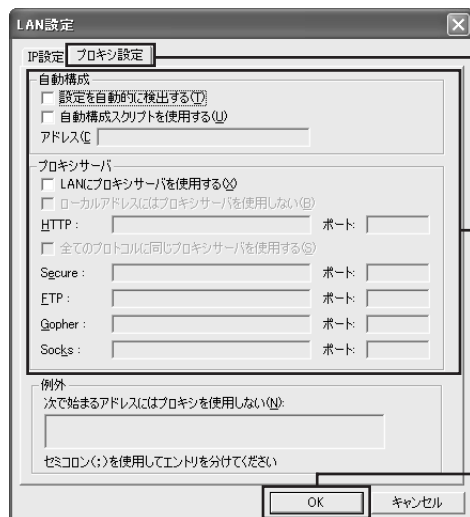 LAN設定
IP設定 プロキシ設定
自動構成
設定を自動的に検出する(T)
自動構成スクリプトを使用する(U)
アドレス(
プロキシサーバ
LANにプロキシサーバを使用する(X)
ローカルアドレスにはプロキシサーバを使用しない(B)
HTTP : ポート:
全てのプロトコルに同じプロキシサーバを使用する(S)
Secure : ポート:
FTP : ポート:
Gopher : ポート:
Socks : ポート:
例外
次で始まるアドレスにはプロキシを使用しない(N):
セミコロン(;)を使用してエントリを分けてください
OK キャンセル